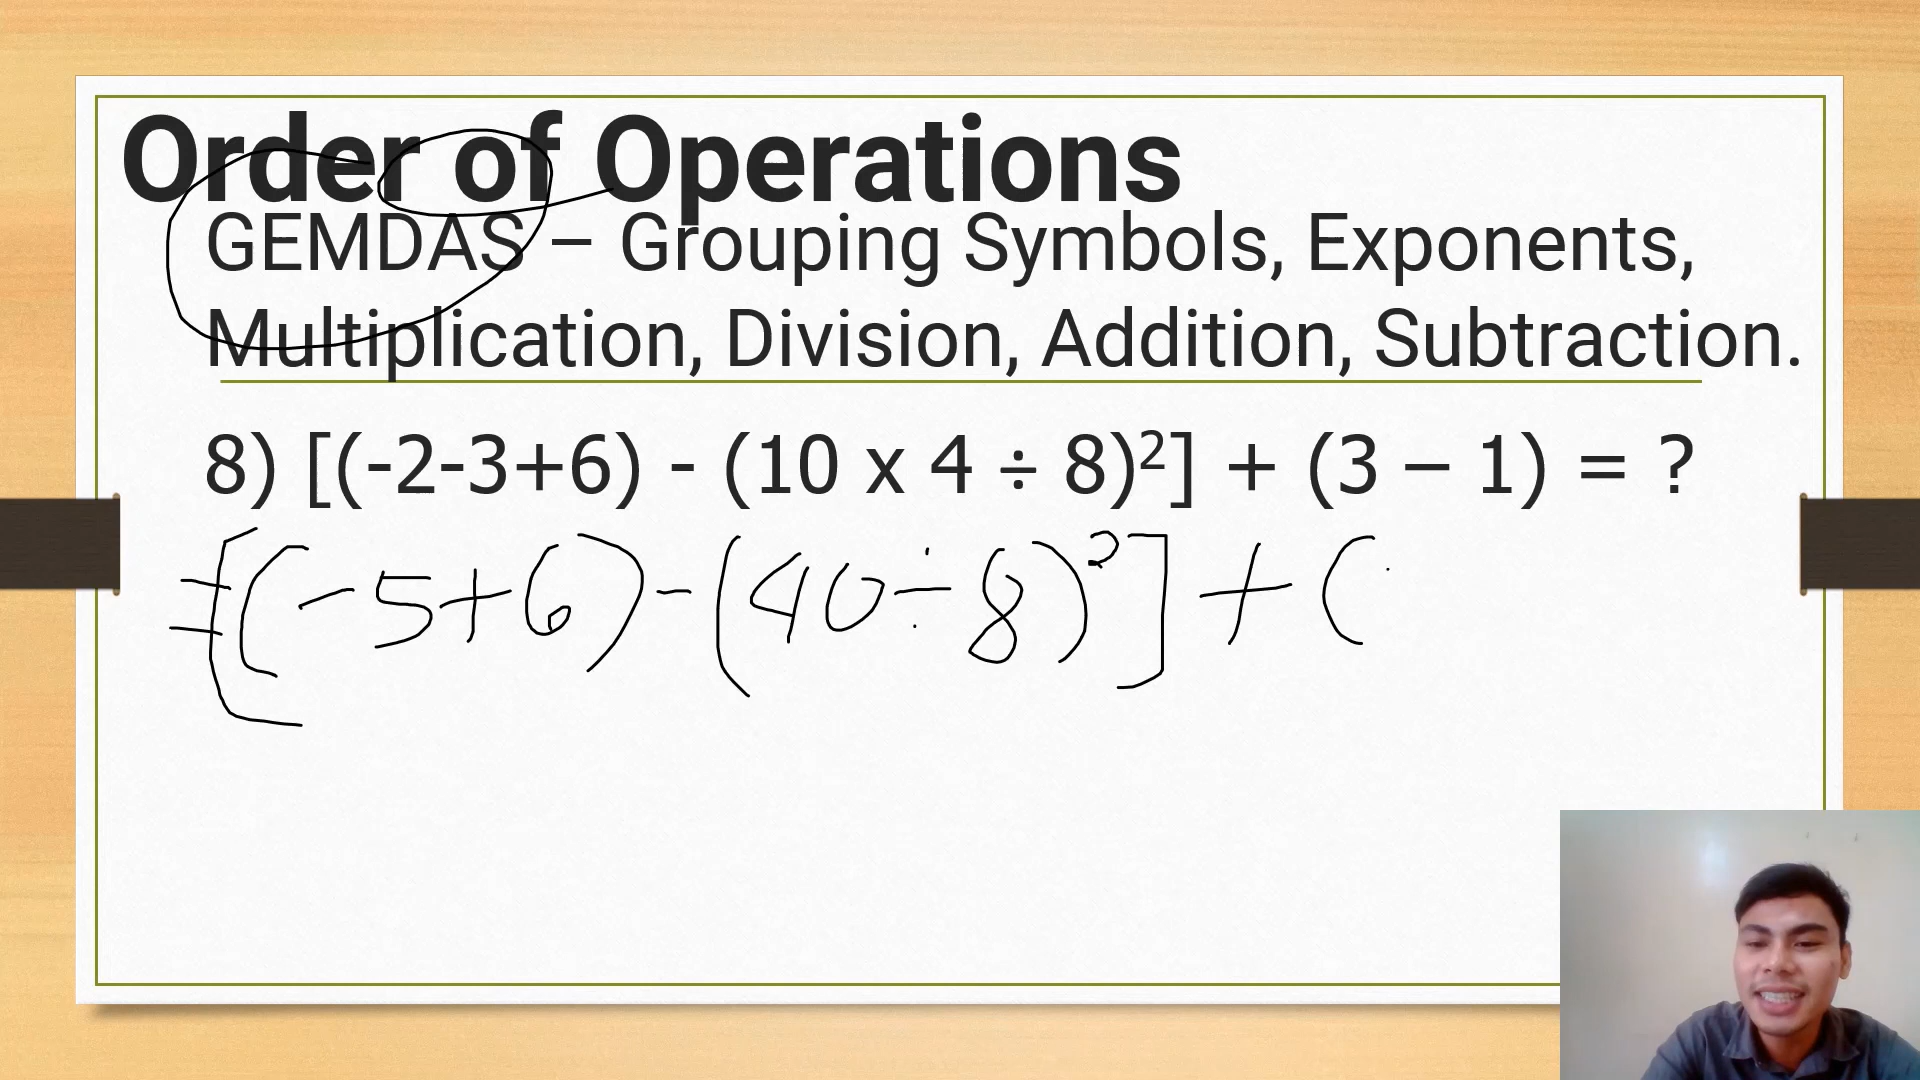 Order of Operations
GEMDAS – Grouping Symbols, Exponents,
Multiplication, Division, Addition, Subtraction.
8) [(-2-3+6) - (10 x 4 ÷ 8)²] + (3 – 1) = ?
=[(-5+6)-(40÷8)²]+(